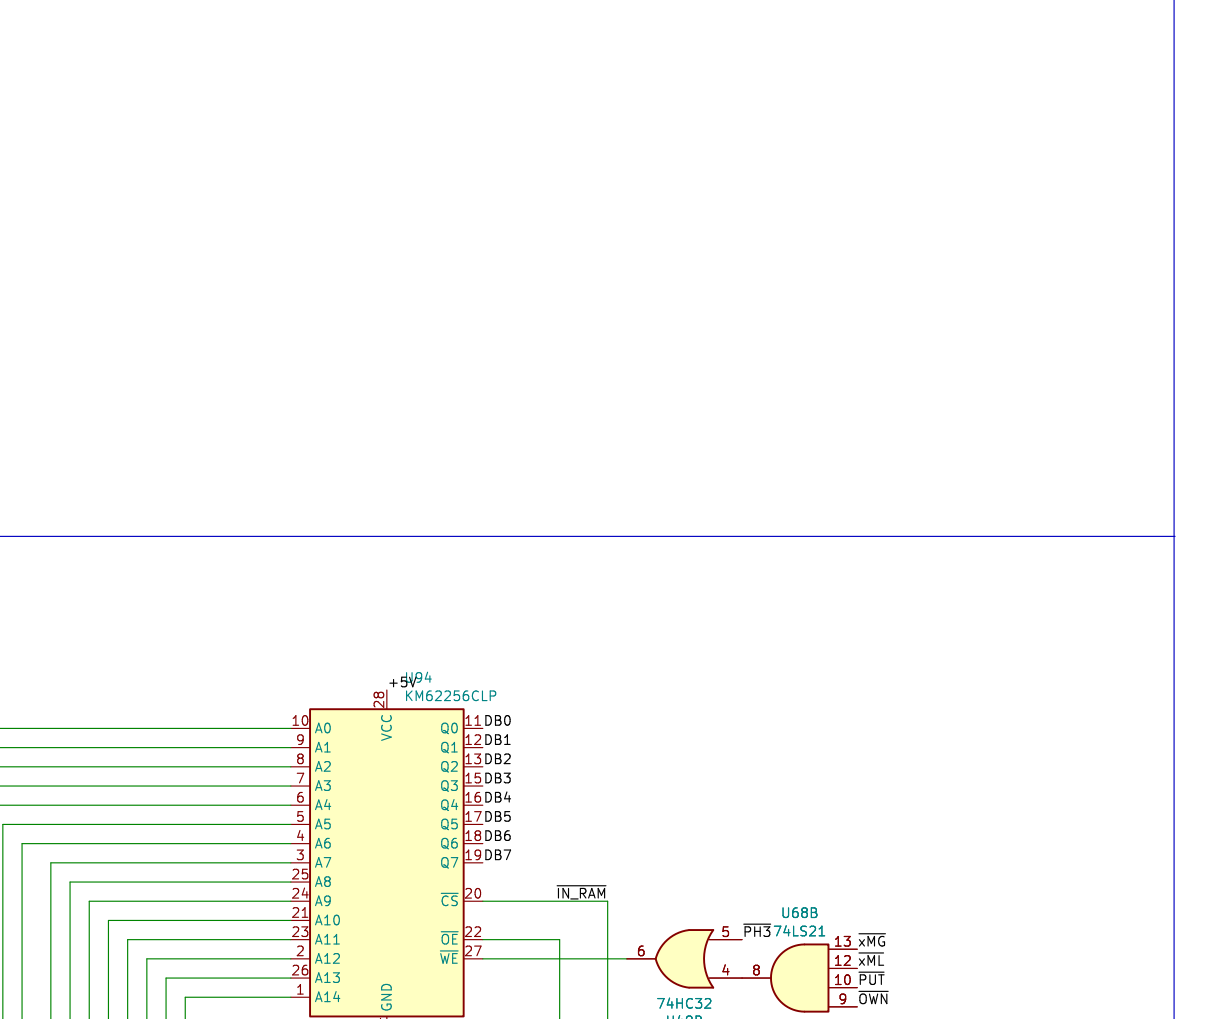 U94
+5V
KM62256CLP
28
VCC
10 A0 Q0 11 DB0
9 A1 Q1 12 DB1
8 A2 Q2 13 DB2
7 A3 Q3 15 DB3
6 A4 Q4 16 DB4
5 A5 Q5 17 DB5
4 A6 Q6 18 DB6
3 A7 Q7 19 DB7
25 A8
24 A9 CS 20 IN_RAM
21 A10
23 A11 OE 22
2 A12 WE 27
26 A13
1 A14
GND
6
5 PH3
4
74HC32
U68B
74LS21
8
13 xMG
12 xML
10 PUT
9 OWN